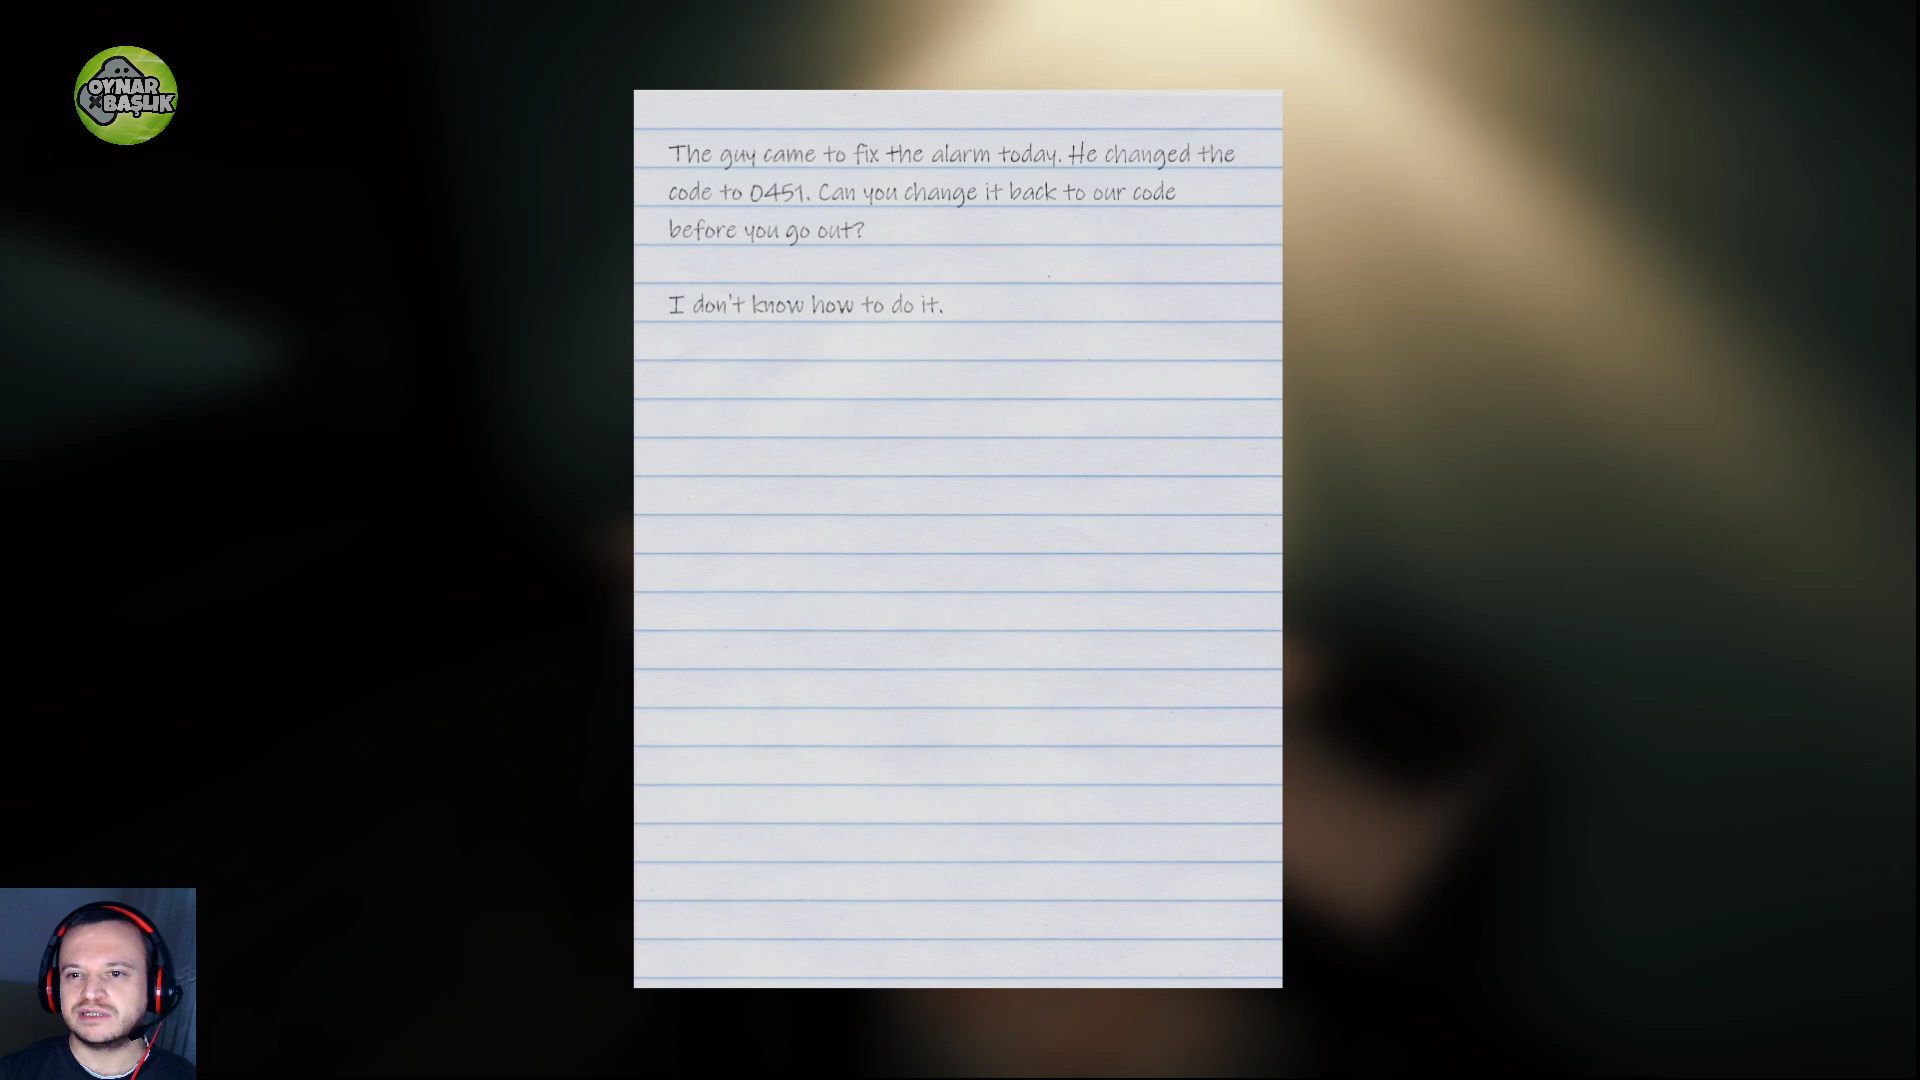 OYNAR
BAŞLIK
The guy came to fix the alarm today. He changed the
code to 0451. Can you change it back to our code
before you go out?
I don't know how to do it.